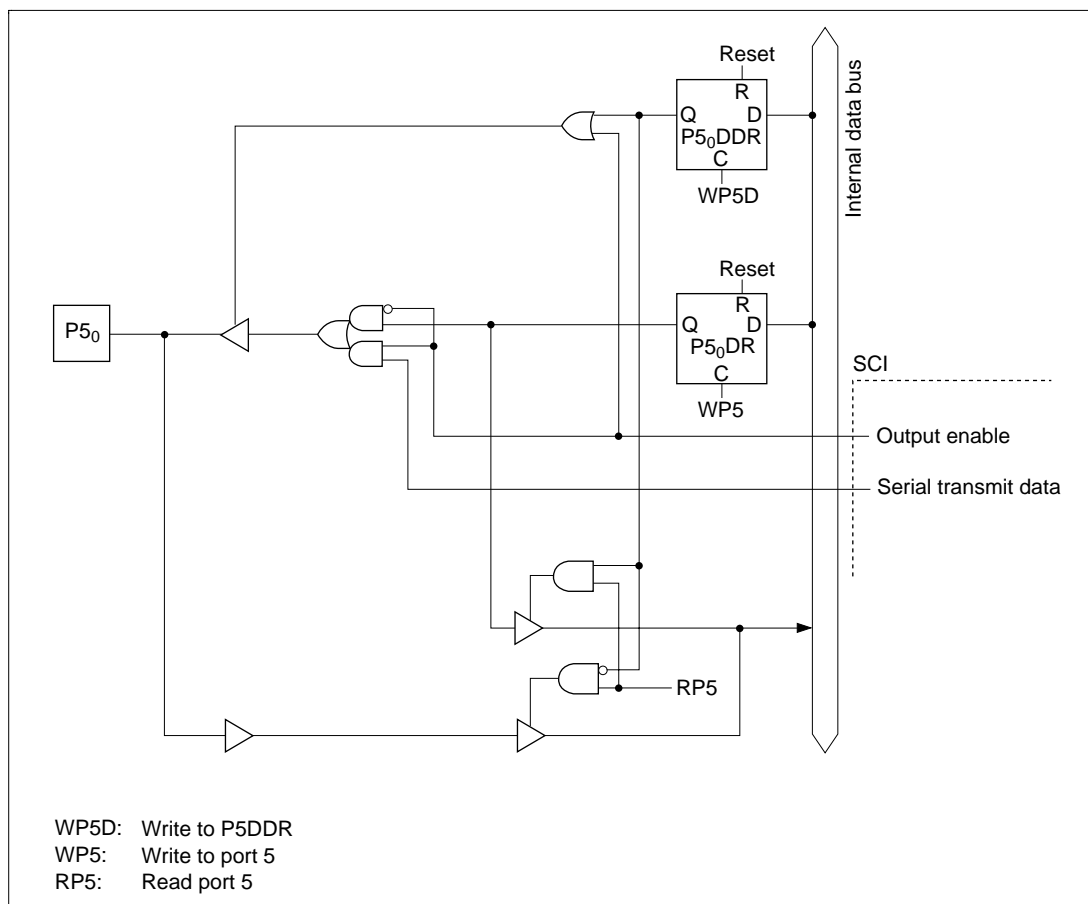 Reset
R
Q D
P5₀DDR
C
WP5D
Internal data bus
Reset
R
Q D
P5₀DR
C
WP5
P5₀
SCI
Output enable
Serial transmit data
RP5
WP5D: Write to P5DDR
WP5: Write to port 5
RP5: Read port 5